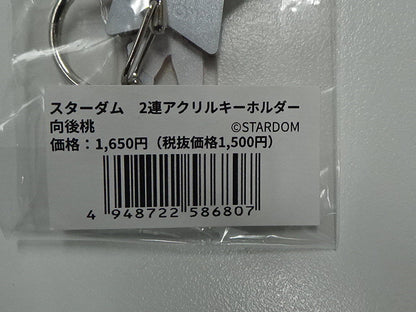 スターダム　2連アクリルキーホルダー
向後桃　©STARDOM
価格：1,650円（税抜価格1,500円）
4 948722 586807